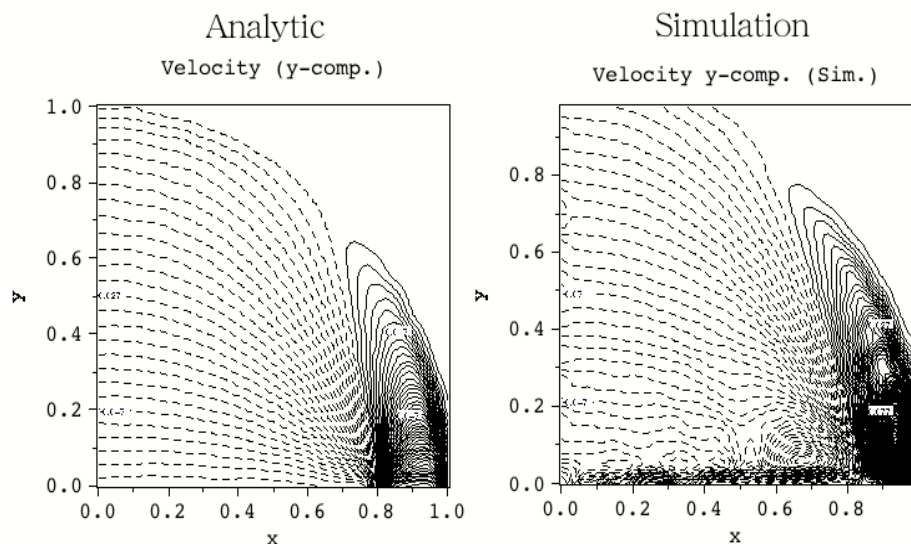 Analytic
Velocity (y-comp.)
1.0
0.8
0.6
0.4
0.2
0.0
y
0.0 0.2 0.4 0.6 0.8 1.0
x
Simulation
Velocity y-comp. (Sim.)
0.8
0.6
0.4
0.2
0.0
y
0.0 0.2 0.4 0.6 0.8
x